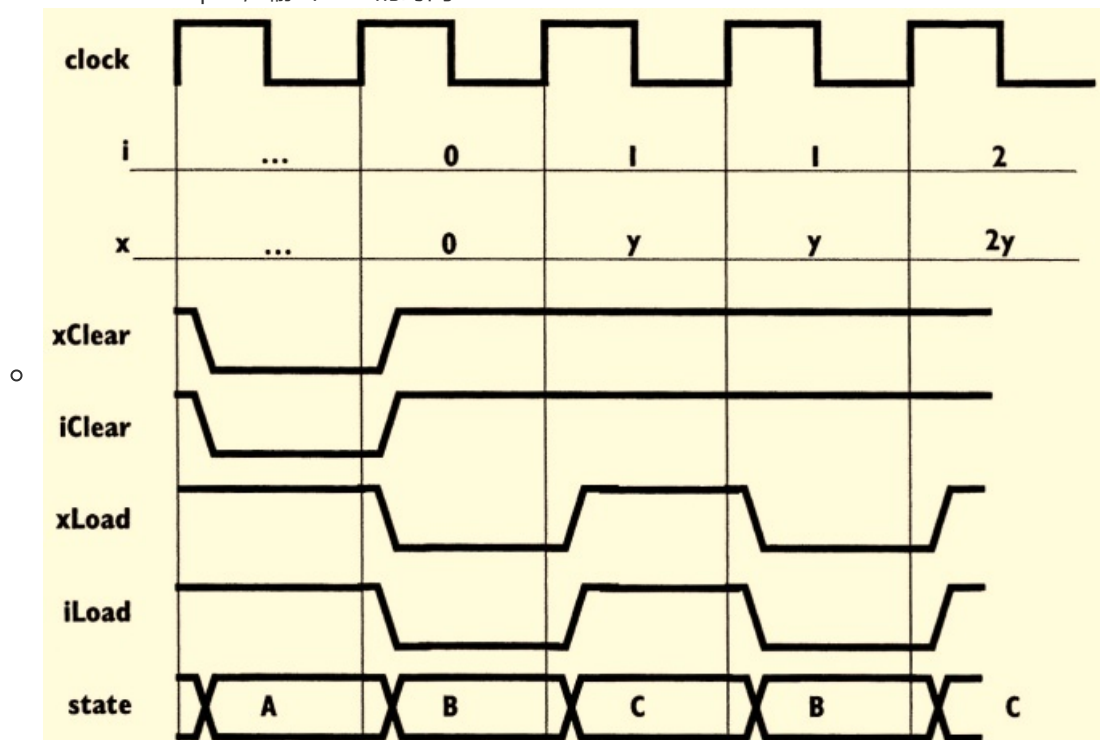 clock
i ... 0 1 1 2
x ... 0 y y 2y
xClear
iClear
xLoad
iLoad
state A B C B C